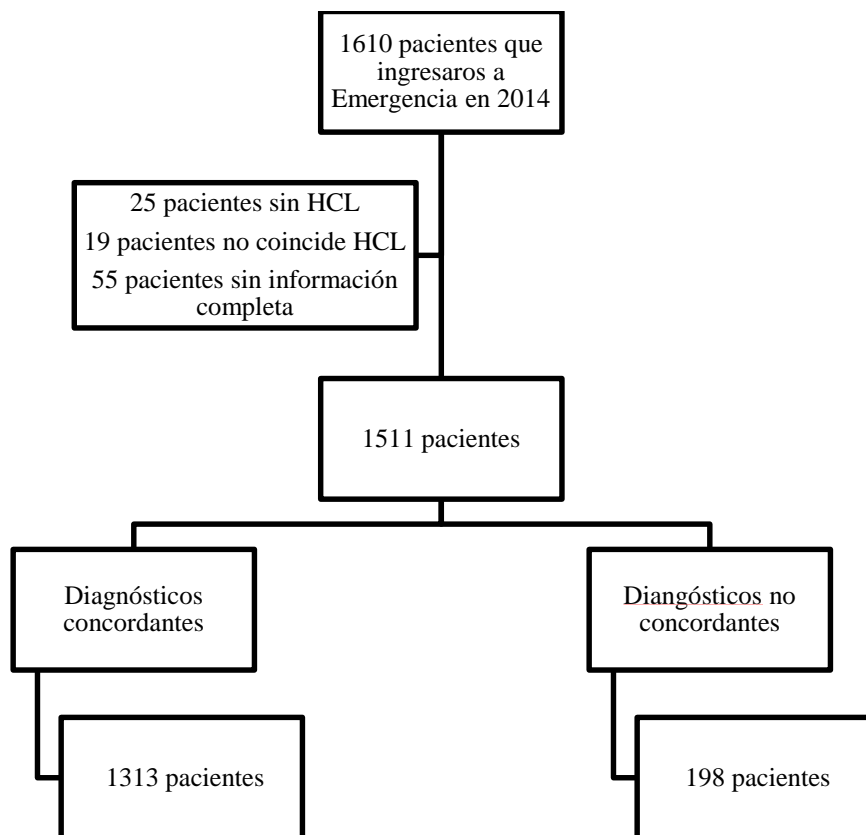 1610 pacientes que
ingresaros a
Emergencia en 2014
25 pacientes sin HCL
19 pacientes no coincide HCL
55 pacientes sin información
completa
1511 pacientes
Diagnósticos
concordantes
Diangósticos no
concordantes
1313 pacientes
198 pacientes